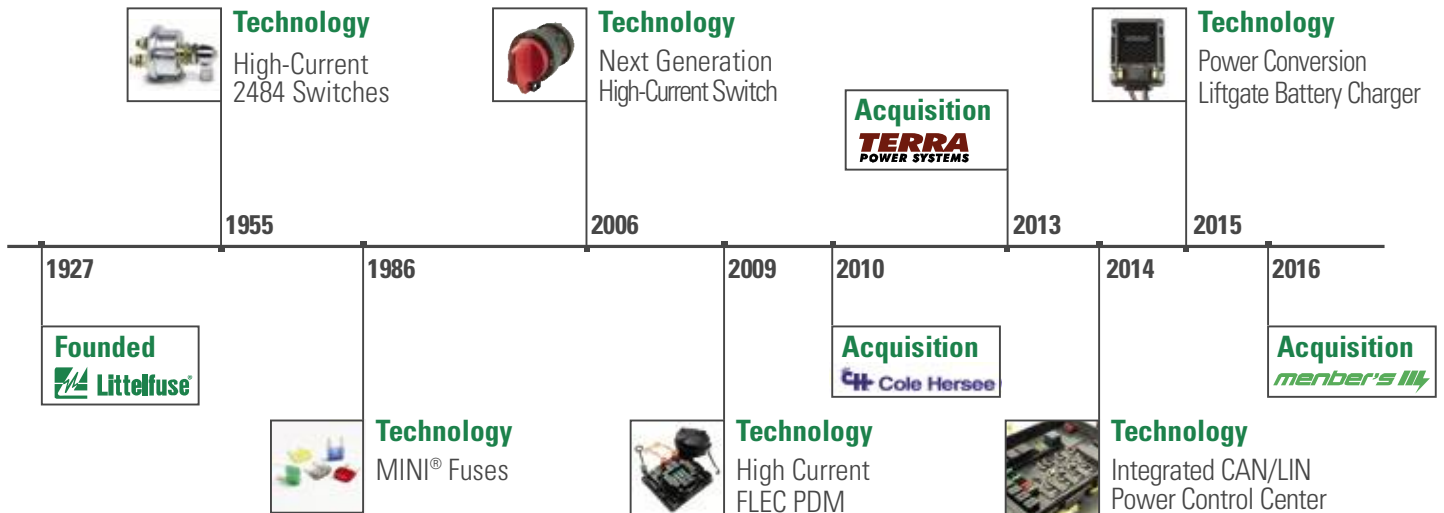 Technology
High-Current
2484 Switches
Technology
Next Generation
High-Current Switch
Acquisition
TERRA
POWER SYSTEMS
Technology
Power Conversion
Liftgate Battery Charger
1955
2006
2013
2015
1927
1986
2009
2010
2014
2016
Founded
Littelfuse®
Acquisition
CH Cole Hersee
Acquisition
menber's
Technology
MINI® Fuses
Technology
High Current
FLEC PDM
Technology
Integrated CAN/LIN
Power Control Center